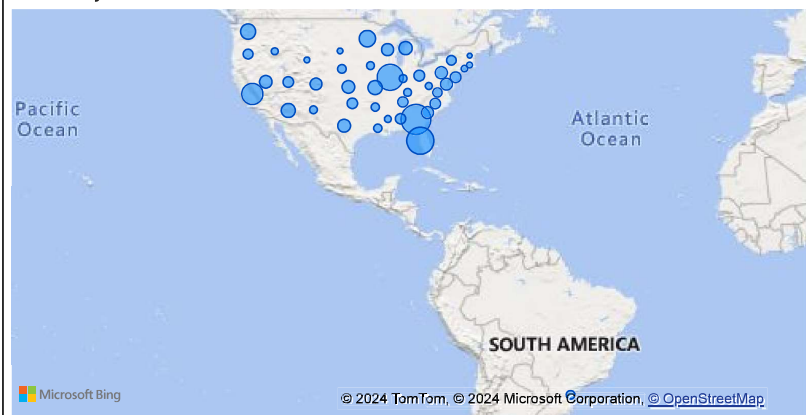 Pacific
Ocean
Atlantic
Ocean
SOUTH AMERICA
Microsoft Bing
© 2024 TomTom, © 2024 Microsoft Corporation, © OpenStreetMap